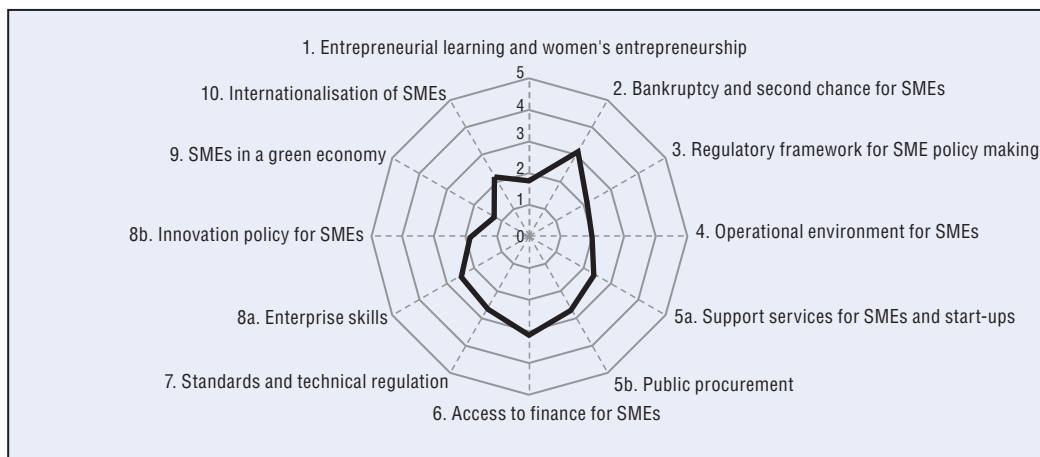 1. Entrepreneurial learning and women's entrepreneurship
5
10. Internationalisation of SMEs
2. Bankruptcy and second chance for SMEs
4
3
9. SMEs in a green economy
3. Regulatory framework for SME policy making
2
1
8b. Innovation policy for SMEs
0
4. Operational environment for SMEs
8a. Enterprise skills
5a. Support services for SMEs and start-ups
7. Standards and technical regulation
5b. Public procurement
6. Access to finance for SMEs